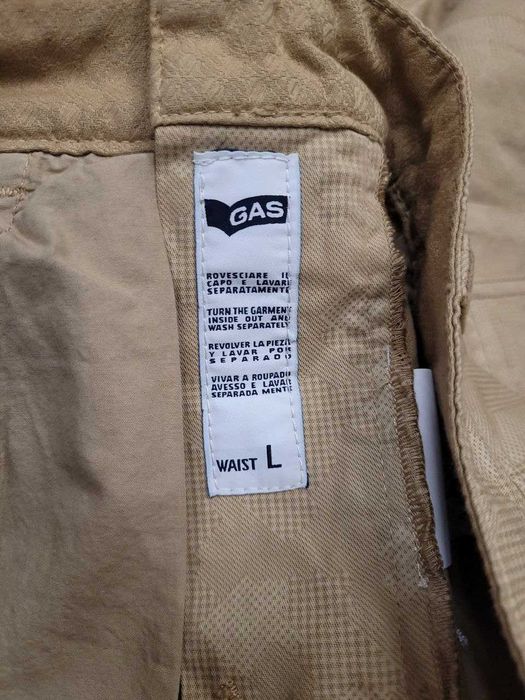 GAS
ROVESCIARE IL
CAPO E LAVARE
SEPARATAMENTE
TURN THE GARMENT
INSIDE OUT AND
WASH SEPARATELY
REVOLVER LA PIEZA
Y LAVAR POR
SEPARADO
VIVAR A ROUPADU
AVESSO E LAVAR
SEPARADA MENTE
WAIST L